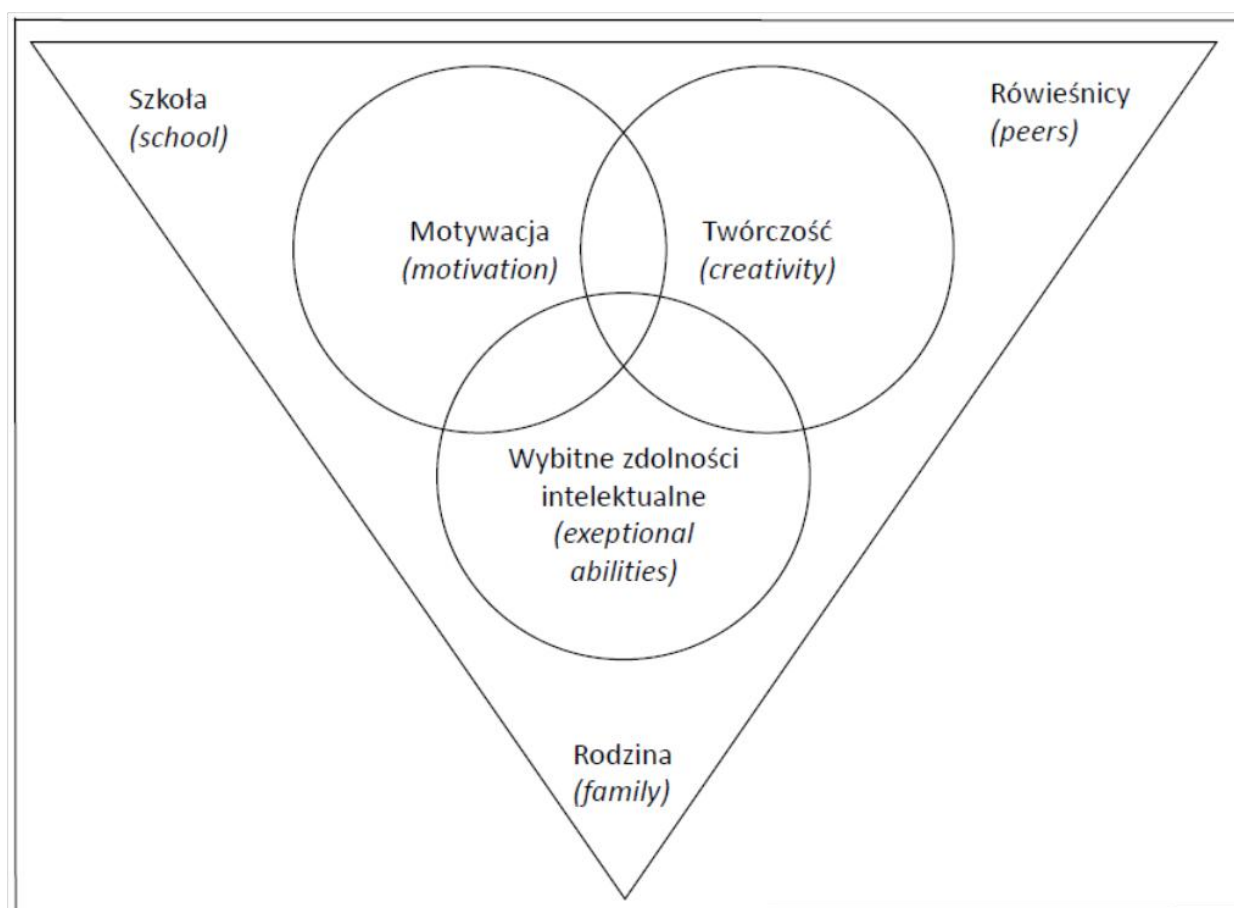 Szkoła
(school)
Rówieśnicy
(peers)
Motywacja
(motivation)
Twórczość
(creativity)
Wybitne zdolności
intelektualne
(exeptional
abilities)
Rodzina
(family)